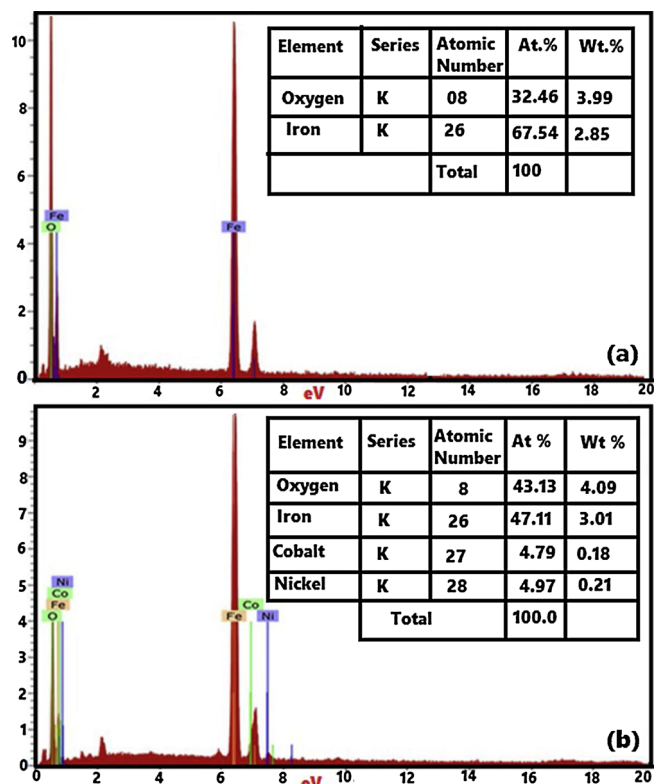 10
8
6
4
2
0
Fe
O
Fe
Element Series Atomic Number At.% Wt.%
Oxygen K 08 32.46 3.99
Iron K 26 67.54 2.85
Total 100
(a)
2 4 6 8 10 12 14 16 18 20
eV
9
8
7
6
5
4
3
2
1
0
Ni
Co
Fe
O
Fe
Co
Ni
Element Series Atomic Number At % Wt %
Oxygen K 8 43.13 4.09
Iron K 26 47.11 3.01
Cobalt K 27 4.79 0.18
Nickel K 28 4.97 0.21
Total 100.0
(b)
0 2 4 6 8 10 12 14 16 18 20
eV